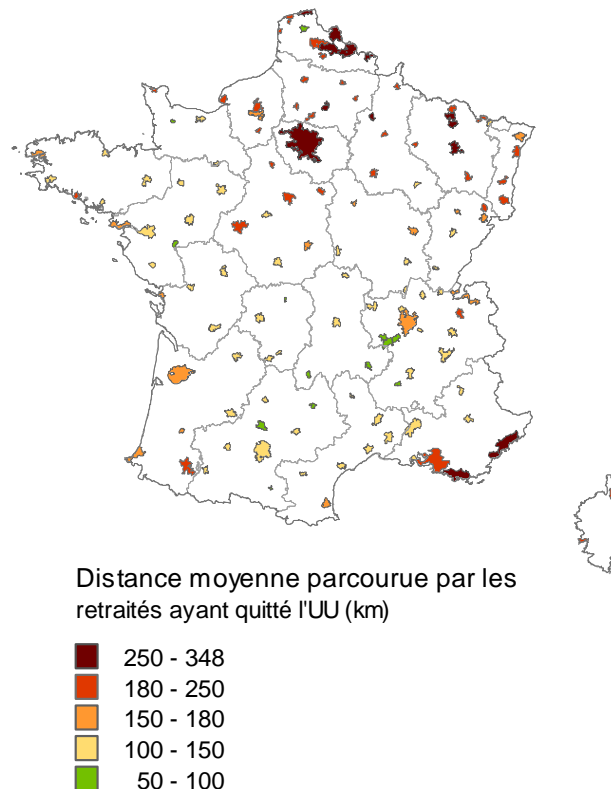 Distance moyenne parcourue par les
retraités ayant quitté l'UU (km)
250 - 348
180 - 250
150 - 180
100 - 150
50 - 100